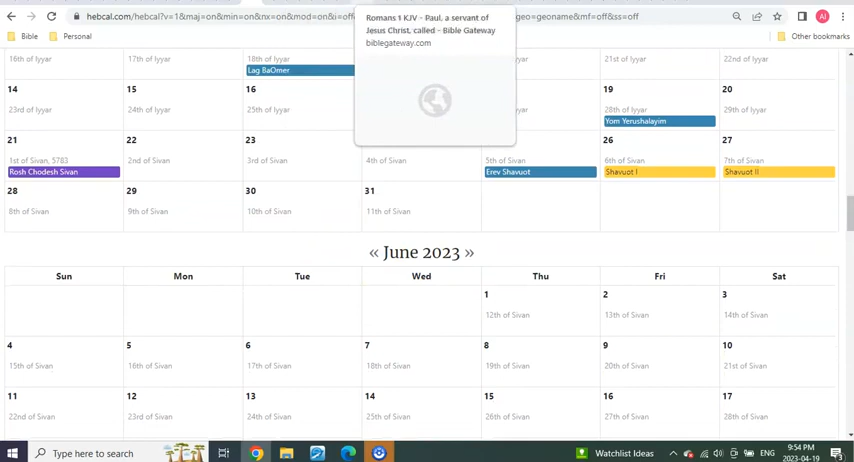 Romans 1 KJV - Paul, a servant of
Jesus Christ, called - Bible Gateway
biblegateway.com
hebcal.com/hebcal?v=1&maj=on&min=on&nx=on&mod=on&i=off
geo=geoname&mf=off&ss=off
AI
Bible
Personal
Other bookmarks
16th of Iyyar
17th of Iyyar
18th of Iyyar
21st of Iyyar
22nd of Iyyar
Lag BaOmer
14
15
16
19
20
23rd of Iyyar
24th of Iyyar
25th of Iyyar
28th of Iyyar
29th of Iyyar
Yom Yerushalayim
21
22
23
26
27
1st of Sivan, 5783
2nd of Sivan
3rd of Sivan
4th of Sivan
5th of Sivan
6th of Sivan
7th of Sivan
Rosh Chodesh Sivan
Erev Shavuot
Shavuot I
Shavuot II
28
29
30
31
8th of Sivan
9th of Sivan
10th of Sivan
11th of Sivan
« June 2023 »
Sun
Mon
Tue
Wed
Thu
Fri
Sat
1
2
3
12th of Sivan
13th of Sivan
14th of Sivan
4
5
6
7
8
9
10
15th of Sivan
16th of Sivan
17th of Sivan
18th of Sivan
19th of Sivan
20th of Sivan
21st of Sivan
11
12
13
14
15
16
17
22nd of Sivan
23rd of Sivan
24th of Sivan
25th of Sivan
26th of Sivan
27th of Sivan
28th of Sivan
Type here to search
Watchlist Ideas
ENG
9:54 PM
2023-04-19
3